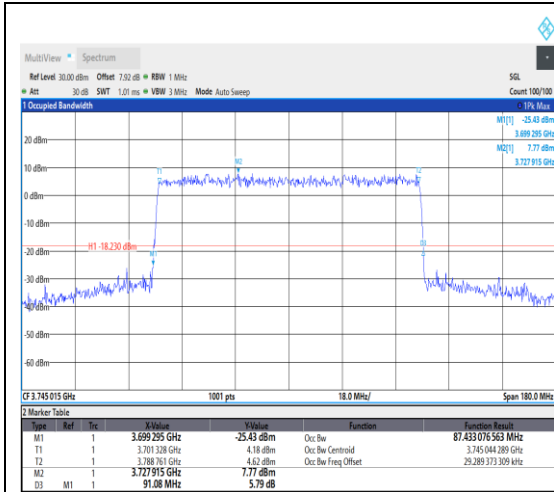 MultiView Spectrum
Ref Level 30.00 dBm Offset 7.92 dB RBW 1 MHz SGL
Att 30 dB SWT 1.01 ms VBW 3 MHz Mode Auto Sweep Count 100/100
1 Occupied Bandwidth 1Pk Max
M1[1] -25.43 dBm
3.699 295 GHz
M2[1] 7.77 dBm
3.727 915 GHz
20 dBm
10 dBm
T1 M2 T2
0 dBm
-10 dBm
H1 -18.230 dBm
-20 dBm
M1 D3
-30 dBm
-40 dBm
-50 dBm
-60 dBm
CF 3.745 015 GHz 1001 pts 18.0 MHz/ Span 180.0 MHz
2 Marker Table
Type Ref Trc X-Value Y-Value Function Function Result
M1 1 3.699 295 GHz -25.43 dBm Occ Bw 87.433 076 563 MHz
T1 1 3.701 328 GHz 4.18 dBm Occ Bw Centroid 3.745 044 289 GHz
T2 1 3.788 761 GHz 4.62 dBm Occ Bw Freq Offset 29.289 373 309 kHz
M2 1 3.727 915 GHz 7.77 dBm
D3 M1 1 91.08 MHz 5.79 dB